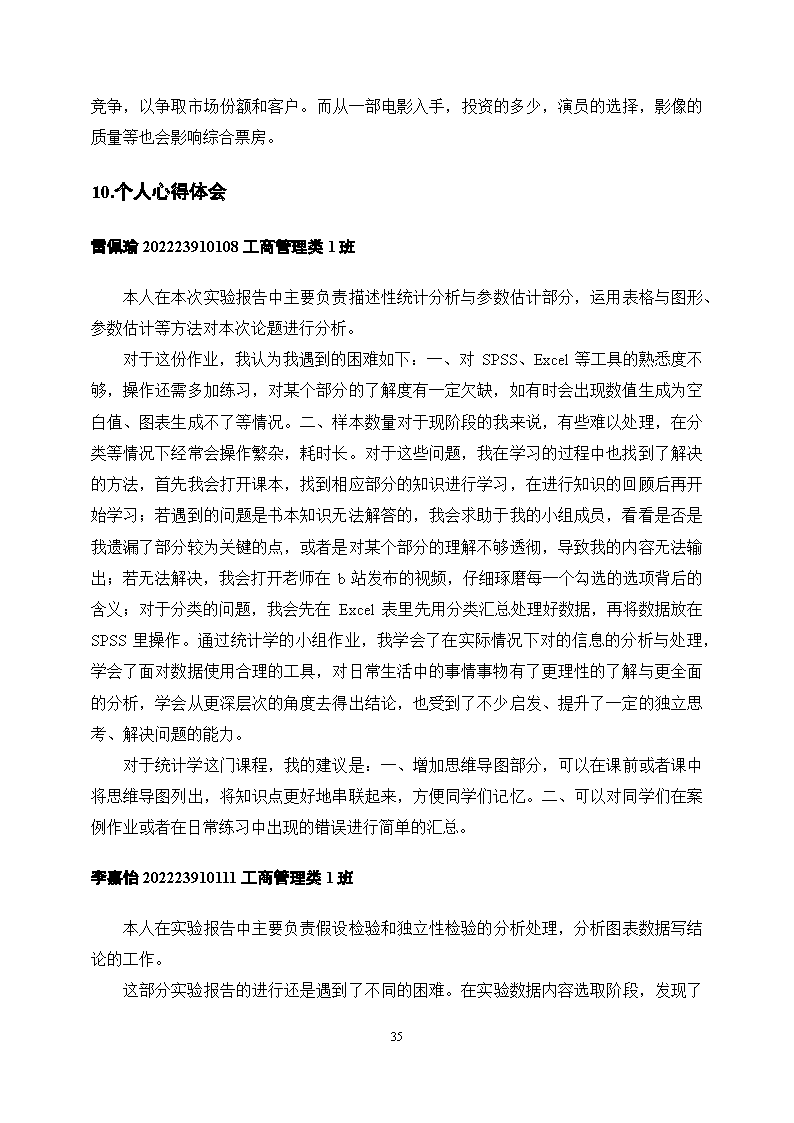 竞争，以争取市场份额和客户。而从一部电影入手，投资的多少，演员的选择，影像的
质量等也会影响综合票房。
10.个人心得体会
雷佩瑜 202223910108 工商管理类 1 班
本人在本次实验报告中主要负责描述性统计分析与参数估计部分，运用表格与图形、
参数估计等方法对本次论题进行分析。
对于这份作业，我认为我遇到的困难如下：一、对 SPSS、Excel 等工具的熟悉度不
够，操作还需多加练习，对某个部分的了解度有一定欠缺，如有时会出现数值生成为空
白值、图表生成不了等情况。二、样本数量对于现阶段的我来说，有些难以处理，在分
类等情况下经常会操作繁杂，耗时长。对于这些问题，我在学习的过程中也找到了解决
的方法，首先我会打开课本，找到相应部分的知识进行学习，在进行知识的回顾后再开
始学习；若遇到的问题是书本知识无法解答的，我会求助于我的小组成员，看看是否是
我遗漏了部分较为关键的点，或者是对某个部分的理解不够透彻，导致我的内容无法输
出；若无法解决，我会打开老师在 b 站发布的视频，仔细琢磨每一个勾选的选项背后的
含义；对于分类的问题，我会先在 Excel 表里先用分类汇总处理好数据，再将数据放在
SPSS 里操作。通过统计学的小组作业，我学会了在实际情况下对的信息的分析与处理，
学会了面对数据使用合理的工具，对日常生活中的事情事物有了更理性的了解与更全面
的分析，学会从更深层次的角度去得出结论，也受到了不少启发、提升了一定的独立思
考、解决问题的能力。
对于统计学这门课程，我的建议是：一、增加思维导图部分，可以在课前或者课中
将思维导图列出，将知识点更好地串联起来，方便同学们记忆。二、可以对同学们在案
例作业或者在日常练习中出现的错误进行简单的汇总。
李嘉怡 202223910111 工商管理类 1 班
本人在实验报告中主要负责假设检验和独立性检验的分析处理，分析图表数据写结
论的工作。
这部分实验报告的进行还是遇到了不同的困难。在实验数据内容选取阶段，发现了
35